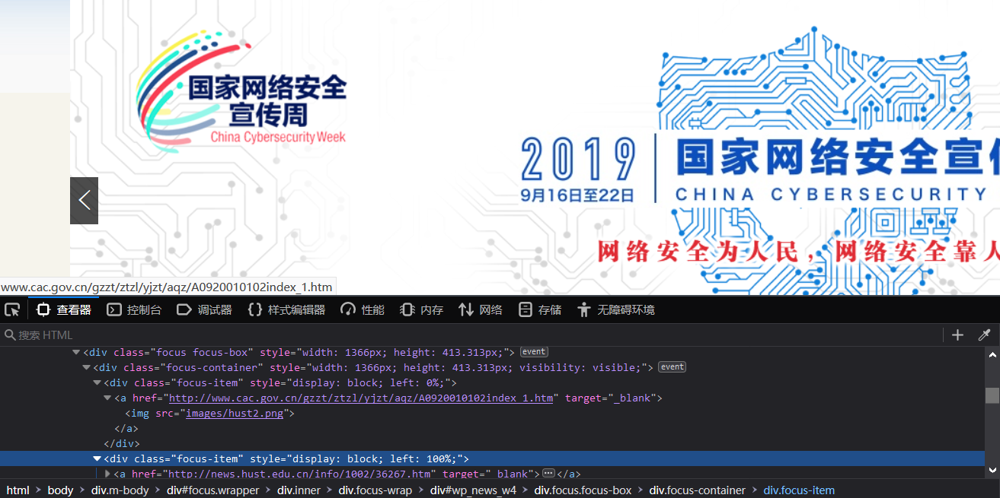 国家网络安全
宣传周
China Cybersecurity Week
2019
9月16日至22日
国家网络安全宣
CHINA CYBERSECURITY
网络安全为人民，网络安全靠人
www.cac.gov.cn/gzzt/ztzl/yjzt/aqz/A0920010102index_1.htm
查看器 控制台 调试器 {} 样式编辑器 性能 内存 网络 存储 无障碍环境
搜索 HTML
<div class="focus focus-box" style="width: 1366px; height: 413.313px;"> event
<div class="focus-container" style="width: 1366px; height: 413.313px; visibility: visible;"> event
<div class="focus-item" style="display: block; left: 0%;">
<a href="http://www.cac.gov.cn/gzzt/ztzl/yjzt/aqz/A0920010102index_1.htm" target="_blank">
<img src="images/hust2.png">
</a>
</div>
<div class="focus-item" style="display: block; left: 100%;">
<a href="http://news.hust.edu.cn/info/1002/36267.htm" target="_blank">…</a>
html > body > div.m-body > div#focus.wrapper > div.inner > div.focus-wrap > div#wp_news_w4 > div.focus.focus-box > div.focus-container > div.focus-item